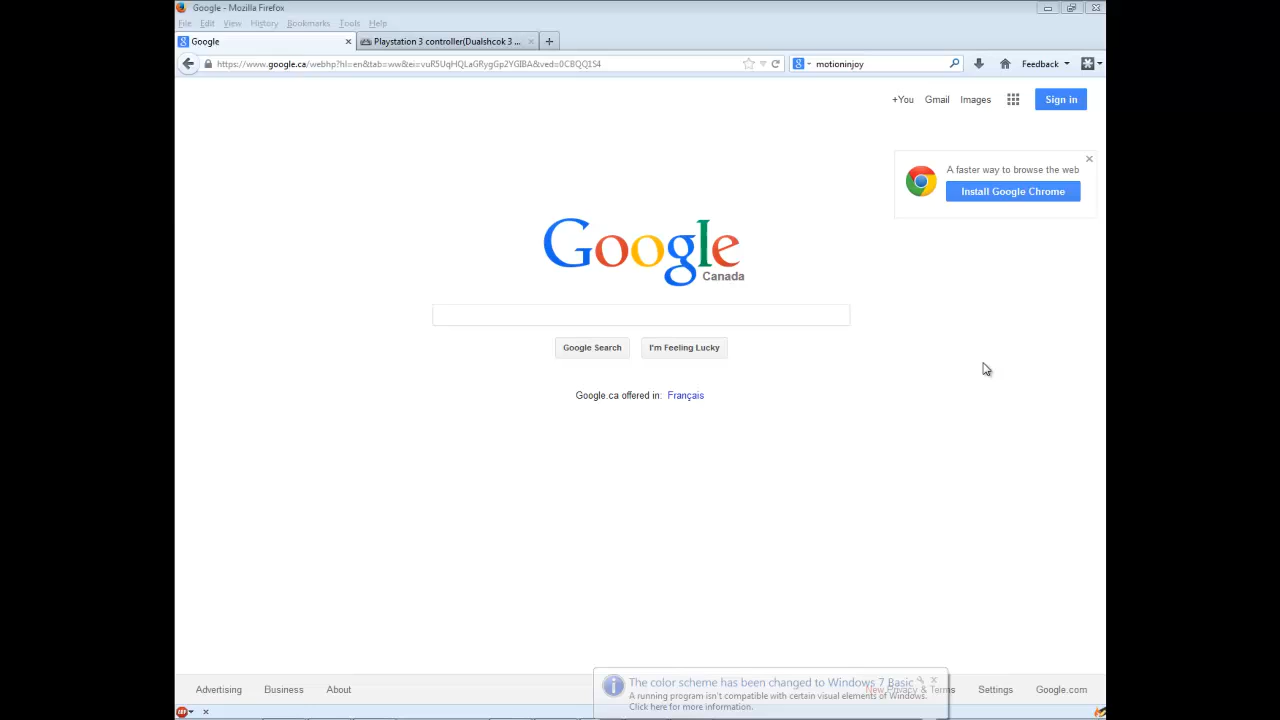 Google - Mozilla Firefox
File Edit View History Bookmarks Tools Help
Google × Playstation 3 controller(Dualshcok 3 ... × +
https://www.google.ca/webhp?hl=en&tab=ww&ei=vuR5UqHQLaGRygGp2YGIBA&ved=0CBQQ1S4 motioninjoy Feedback
+You Gmail Images Sign in
A faster way to browse the web
Install Google Chrome
Google
Canada
Google Search I'm Feeling Lucky
Google.ca offered in: Français
The color scheme has been changed to Windows 7 Basic
A running program isn't compatible with certain visual elements of Windows.
Click here for more information.
Advertising Business About New Privacy & Terms Settings Google.com